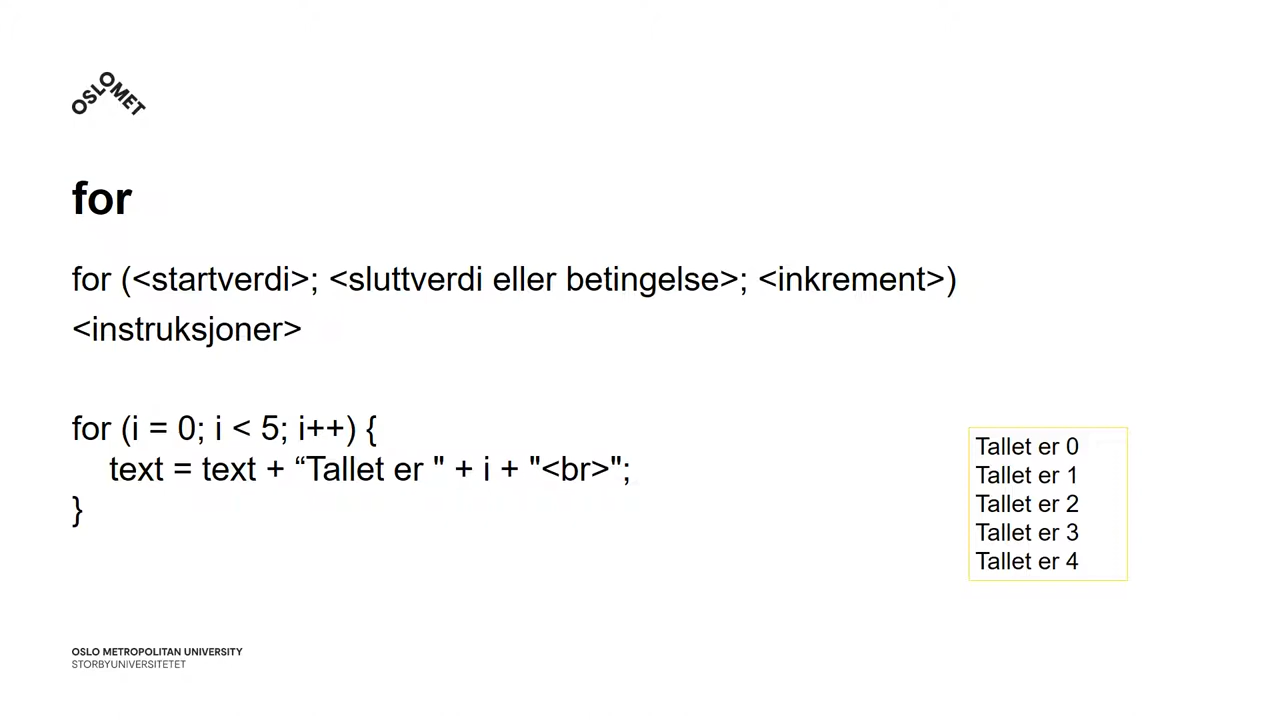 OSLOMET
for
for (<startverdi>; <sluttverdi eller betingelse>; <inkrement>)
<instruksjoner>
for (i = 0; i < 5; i++) {
text = text + “Tallet er " + i + "<br>";
}
Tallet er 0
Tallet er 1
Tallet er 2
Tallet er 3
Tallet er 4
OSLO METROPOLITAN UNIVERSITY
STORBYUNIVERSITETET